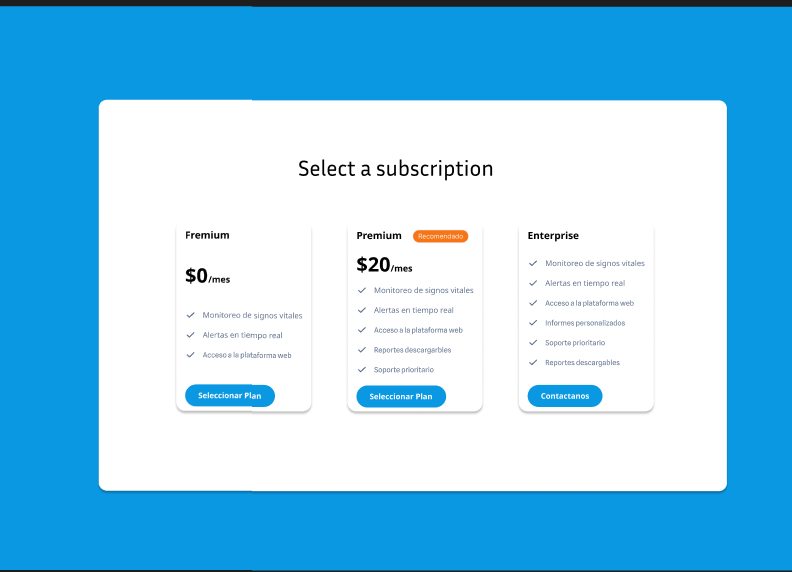 Select a subscription
Fremium
$0/mes
Monitoreo de signos vitales
Alertas en tiempo real
Acceso a la plataforma web
Seleccionar Plan
Premium
Recomendado
$20/mes
Monitoreo de signos vitales
Alertas en tiempo real
Acceso a la plataforma web
Reportes descargarbles
Soporte prioritario
Seleccionar Plan
Enterprise
Monitoreo de signos vitales
Alertas en tiempo real
Acceso a la plataforma web
Informes personalizados
Soporte prioritario
Reportes descargables
Contactanos